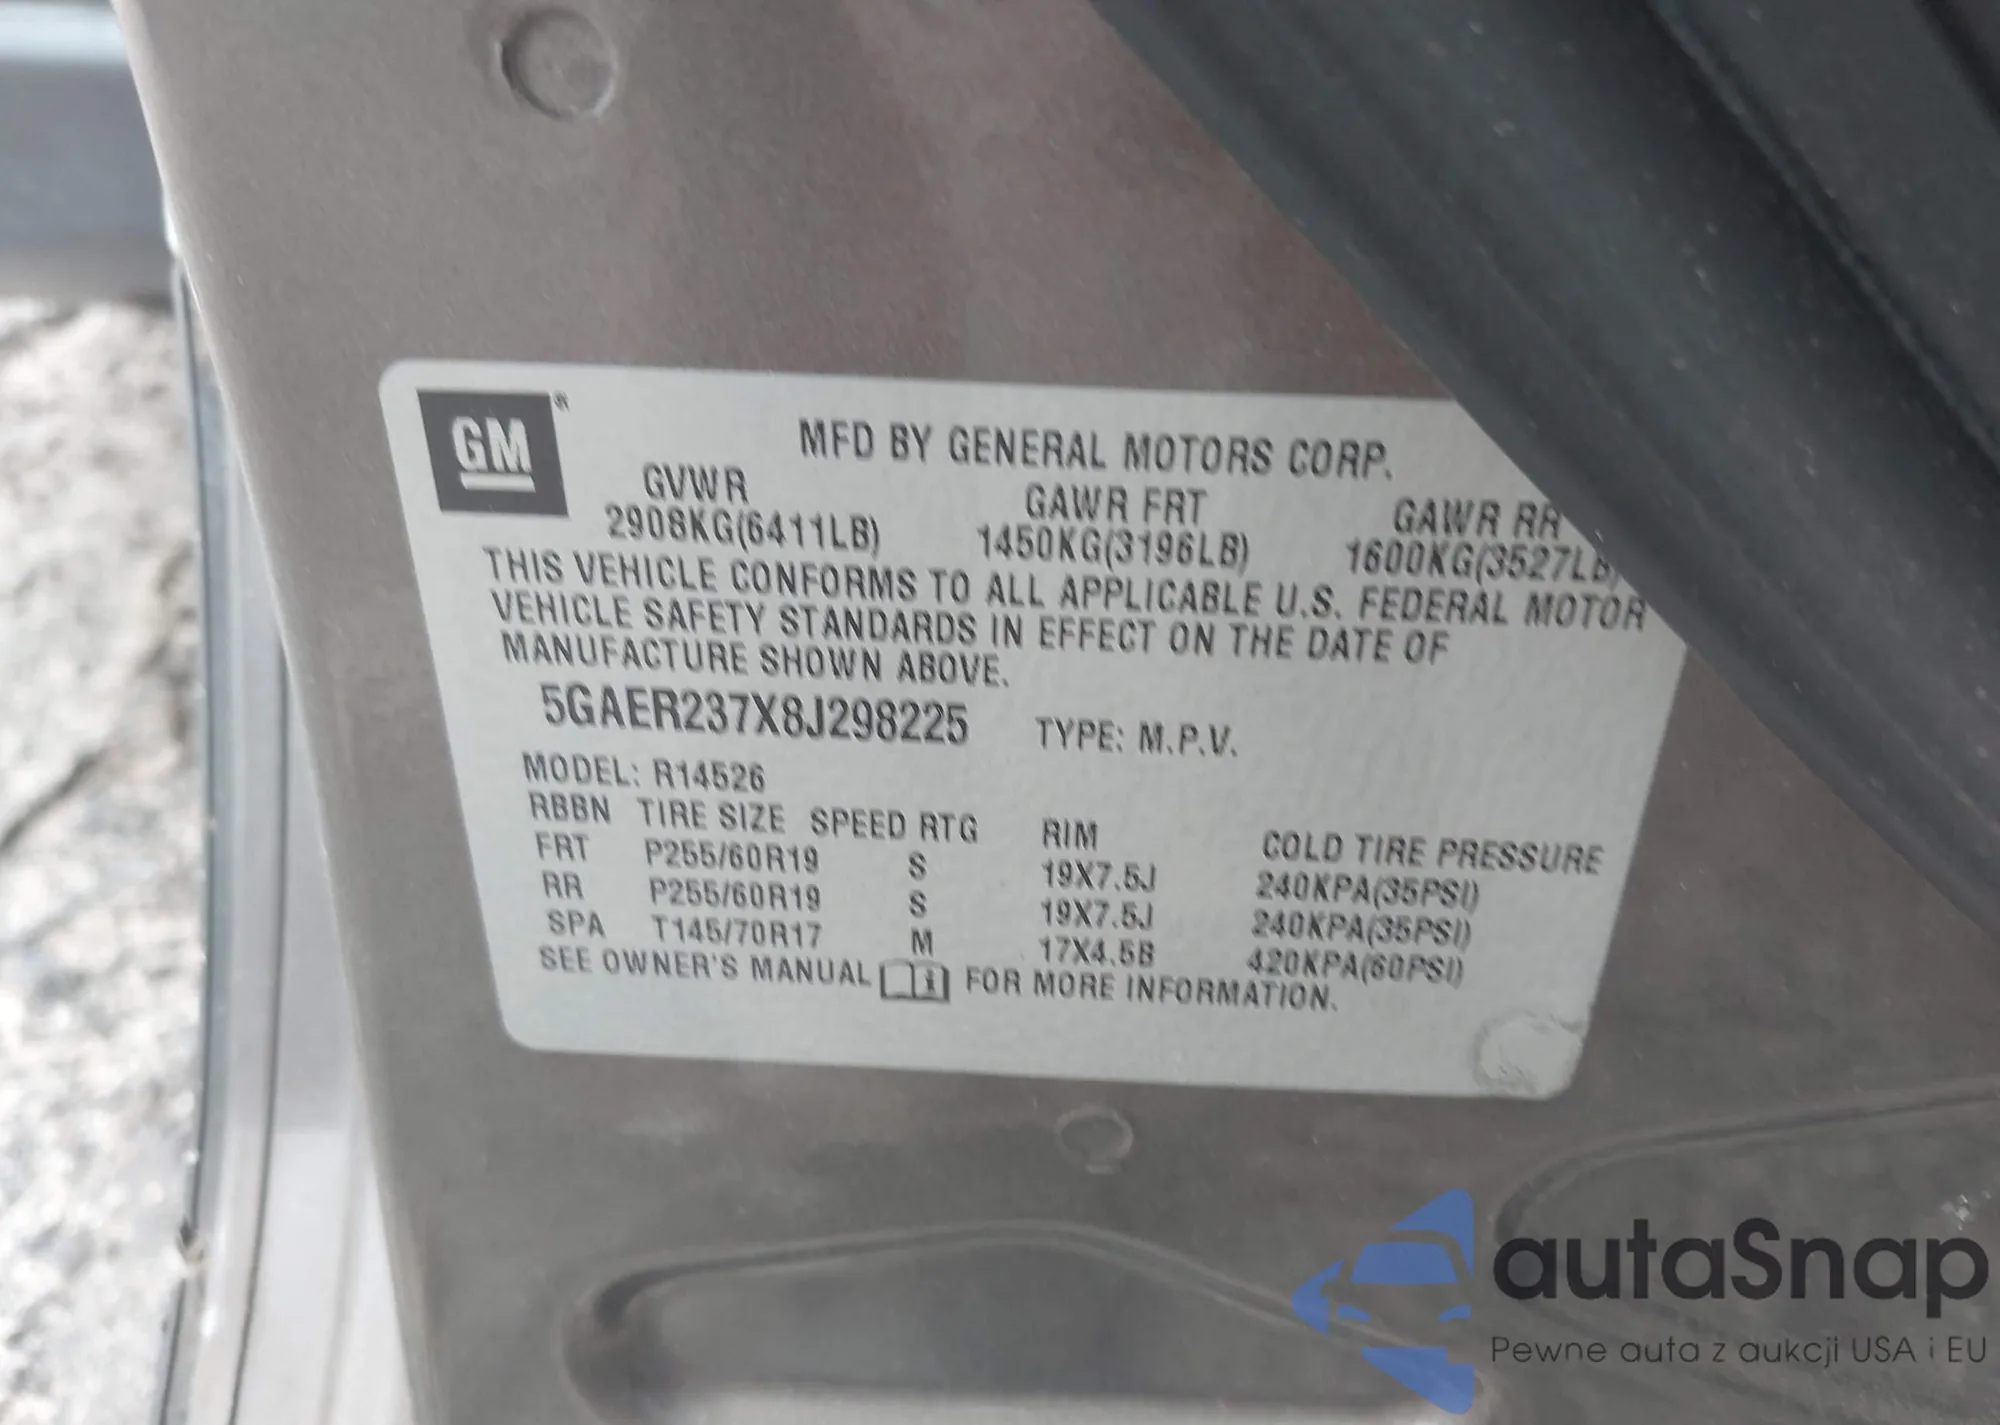 GM®
MFD BY GENERAL MOTORS CORP.
GVWR GAWR FRT GAWR RR
2908KG(6411LB) 1450KG(3196LB) 1600KG(3527LB)
THIS VEHICLE CONFORMS TO ALL APPLICABLE U.S. FEDERAL MOTOR
VEHICLE SAFETY STANDARDS IN EFFECT ON THE DATE OF
MANUFACTURE SHOWN ABOVE.
5GAER237X8J298225 TYPE: M.P.V.
MODEL: R14526
RBBN TIRE SIZE SPEED RTG RIM COLD TIRE PRESSURE
FRT P255/60R19 S 19X7.5J 240KPA(35PSI)
RR P255/60R19 S 19X7.5J 240KPA(35PSI)
SPA T145/70R17 M 17X4.5B 420KPA(60PSI)
SEE OWNER'S MANUAL FOR MORE INFORMATION.
autaSnap
Pewne auta z aukcji USA i EU